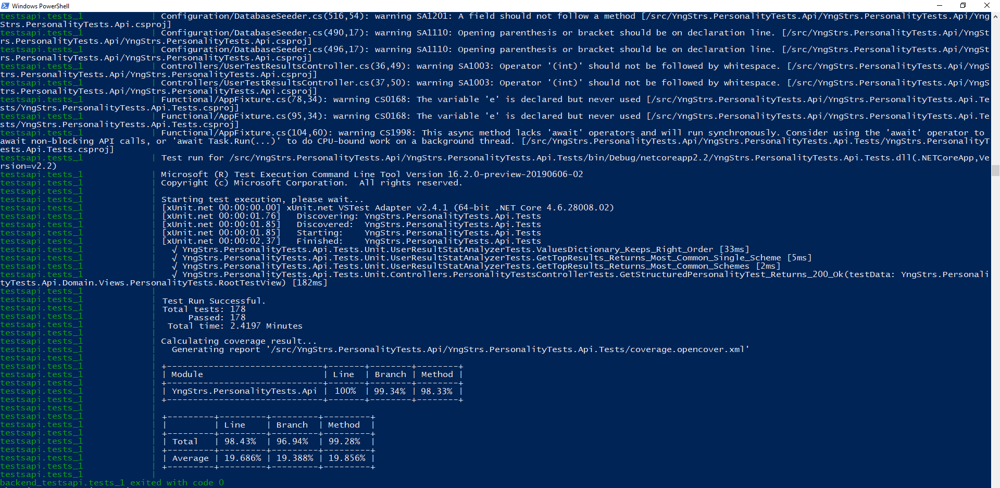 Windows PowerShell
testsapi.tests_1 | Configuration/DatabaseSeeder.cs(516,54): warning SA1201: A field should not follow a method [/src/YngStrs.PersonalityTests.Api/YngStrs.PersonalityTests.Api/Yng
Strs.PersonalityTests.Api.csproj]
testsapi.tests_1 | Configuration/DatabaseSeeder.cs(490,17): warning SA1110: Opening parenthesis or bracket should be on declaration line. [/src/YngStrs.PersonalityTests.Api/YngSt
rs.PersonalityTests.Api/YngStrs.PersonalityTests.Api.csproj]
testsapi.tests_1 | Configuration/DatabaseSeeder.cs(496,17): warning SA1110: Opening parenthesis or bracket should be on declaration line. [/src/YngStrs.PersonalityTests.Api/YngSt
rs.PersonalityTests.Api/YngStrs.PersonalityTests.Api.csproj]
testsapi.tests_1 | Controllers/UserTestResultsController.cs(36,49): warning SA1003: Operator '(int)' should not be followed by whitespace. [/src/YngStrs.PersonalityTests.Api/YngS
trs.PersonalityTests.Api/YngStrs.PersonalityTests.Api.csproj]
testsapi.tests_1 | Controllers/UserTestResultsController.cs(37,50): warning SA1003: Operator '(int)' should not be followed by whitespace. [/src/YngStrs.PersonalityTests.Api/YngS
trs.PersonalityTests.Api/YngStrs.PersonalityTests.Api.csproj]
testsapi.tests_1 | Functional/AppFixture.cs(78,34): warning CS0168: The variable 'e' is declared but never used [/src/YngStrs.PersonalityTests.Api/YngStrs.PersonalityTests.Api.Te
sts/YngStrs.PersonalityTests.Api.Tests.csproj]
testsapi.tests_1 | Functional/AppFixture.cs(95,34): warning CS0168: The variable 'e' is declared but never used [/src/YngStrs.PersonalityTests.Api/YngStrs.PersonalityTests.Api.Te
sts/YngStrs.PersonalityTests.Api.Tests.csproj]
testsapi.tests_1 | Functional/AppFixture.cs(104,60): warning CS1998: This async method lacks 'await' operators and will run synchronously. Consider using the 'await' operator to
await non-blocking API calls, or 'await Task.Run(...)' to do CPU-bound work on a background thread. [/src/YngStrs.PersonalityTests.Api/YngStrs.PersonalityTests.Api.Tests/YngStrs.PersonalityT
ests.Api.Tests.csproj]
testsapi.tests_1 | Test run for /src/YngStrs.PersonalityTests.Api/YngStrs.PersonalityTests.Api.Tests/bin/Debug/netcoreapp2.2/YngStrs.PersonalityTests.Api.Tests.dll(.NETCoreApp,Ve
rsion=v2.2)
testsapi.tests_1 | Microsoft (R) Test Execution Command Line Tool Version 16.2.0-preview-20190606-02
testsapi.tests_1 | Copyright (c) Microsoft Corporation.  All rights reserved.
testsapi.tests_1 |
testsapi.tests_1 | Starting test execution, please wait...
testsapi.tests_1 | [xUnit.net 00:00:00.00] xUnit.net VSTest Adapter v2.4.1 (64-bit .NET Core 4.6.28008.02)
testsapi.tests_1 | [xUnit.net 00:00:01.76]   Discovering: YngStrs.PersonalityTests.Api.Tests
testsapi.tests_1 | [xUnit.net 00:00:01.85]   Discovered:  YngStrs.PersonalityTests.Api.Tests
testsapi.tests_1 | [xUnit.net 00:00:01.85]   Starting:    YngStrs.PersonalityTests.Api.Tests
testsapi.tests_1 | [xUnit.net 00:00:02.37]   Finished:    YngStrs.PersonalityTests.Api.Tests
testsapi.tests_1 |   √ YngStrs.PersonalityTests.Api.Tests.Unit.UserResultStatAnalyzerTests.ValuesDictionary_Keeps_Right_Order [33ms]
testsapi.tests_1 |   √ YngStrs.PersonalityTests.Api.Tests.Unit.UserResultStatAnalyzerTests.GetTopResults_Returns_Most_Common_Single_Scheme [5ms]
testsapi.tests_1 |   √ YngStrs.PersonalityTests.Api.Tests.Unit.UserResultStatAnalyzerTests.GetTopResults_Returns_Most_Common_Schemes [2ms]
testsapi.tests_1 |   √ YngStrs.PersonalityTests.Api.Tests.Unit.Controllers.PersonalityTestsControllerTests.GetStructuredPersonalityTest_Returns_200_Ok(testData: YngStrs.Personali
tyTests.Api.Domain.Views.PersonalityTests.RootTestView) [182ms]
testsapi.tests_1 |
testsapi.tests_1 | Test Run Successful.
testsapi.tests_1 | Total tests: 178
testsapi.tests_1 |      Passed: 178
testsapi.tests_1 |  Total time: 2.4197 Minutes
testsapi.tests_1 |
testsapi.tests_1 | Calculating coverage result...
testsapi.tests_1 |   Generating report '/src/YngStrs.PersonalityTests.Api/YngStrs.PersonalityTests.Api.Tests/coverage.opencover.xml'
testsapi.tests_1 |
testsapi.tests_1 | +------------------------------+-------+--------+--------+
testsapi.tests_1 | | Module                       | Line  | Branch | Method |
testsapi.tests_1 | +------------------------------+-------+--------+--------+
testsapi.tests_1 | | YngStrs.PersonalityTests.Api | 100%  | 99.34% | 98.33% |
testsapi.tests_1 | +------------------------------+-------+--------+--------+
testsapi.tests_1 |
testsapi.tests_1 | +---------+---------+---------+---------+
testsapi.tests_1 | |         | Line    | Branch  | Method  |
testsapi.tests_1 | +---------+---------+---------+---------+
testsapi.tests_1 | | Total   | 98.43%  | 96.94%  | 99.28%  |
testsapi.tests_1 | +---------+---------+---------+---------+
testsapi.tests_1 | | Average | 19.686% | 19.388% | 19.856% |
testsapi.tests_1 | +---------+---------+---------+---------+
testsapi.tests_1 |
backend_testsapi.tests_1 exited with code 0